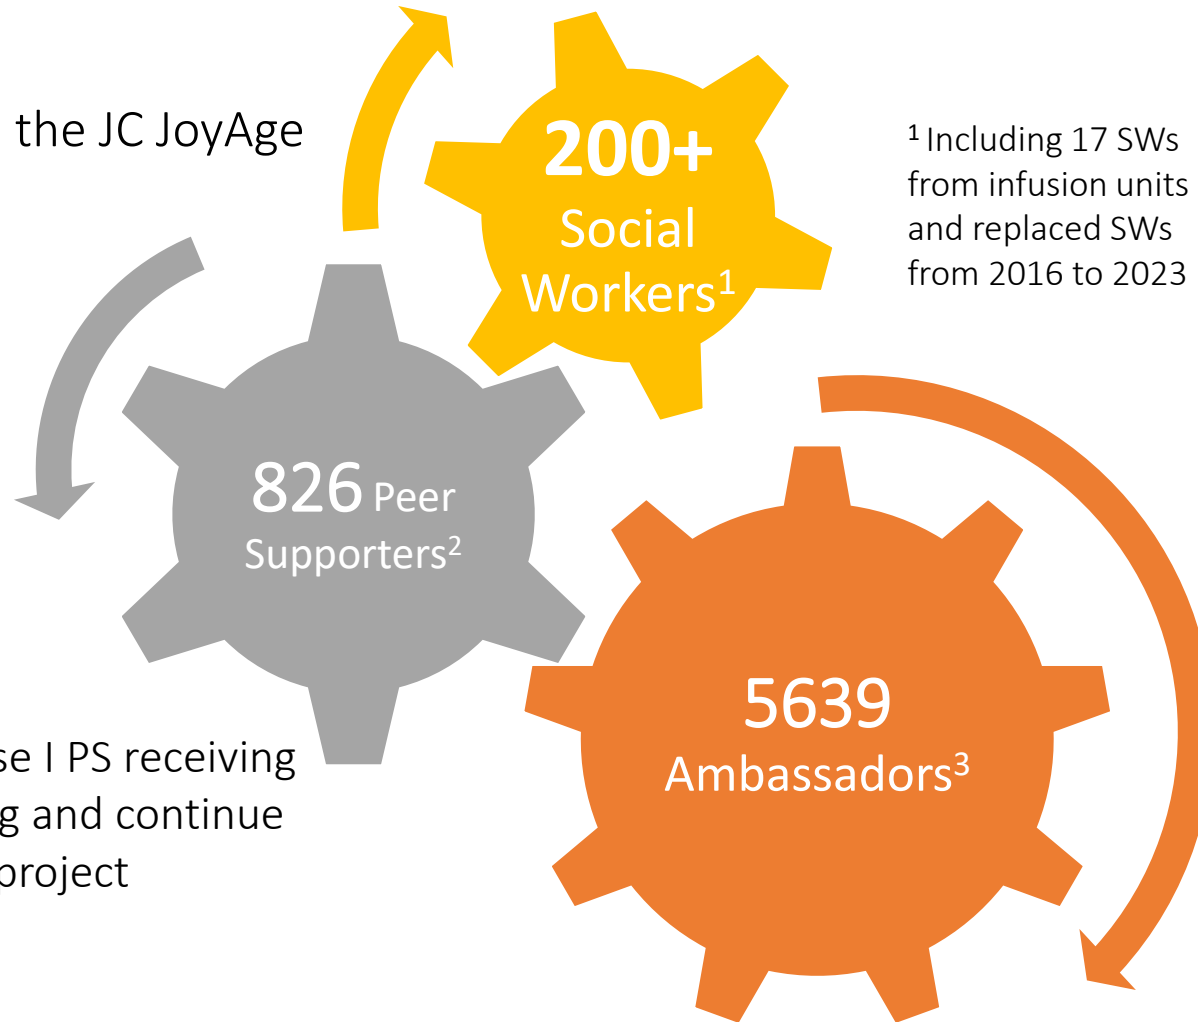 the JC JoyAge
200+
Social
Workers¹
¹ Including 17 SWs
from infusion units
and replaced SWs
from 2016 to 2023
826 Peer
Supporters²
5639
Ambassadors³
se I PS receiving
g and continue
project